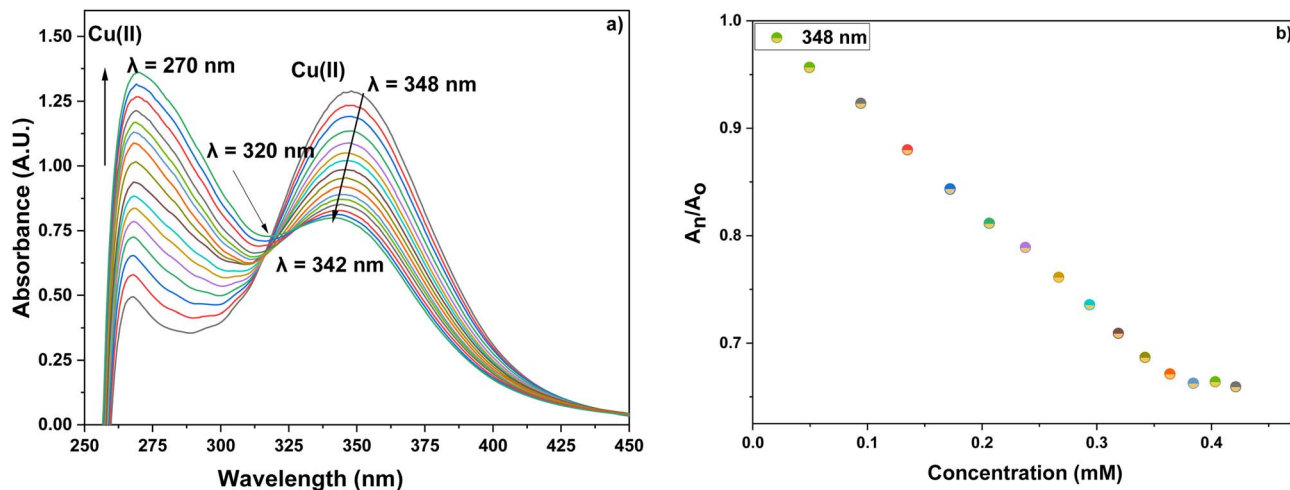 a)
Cu(II)
λ = 270 nm
Cu(II)
λ = 348 nm
λ = 320 nm
λ = 342 nm
1.50
1.25
1.00
0.75
0.50
0.25
0.00
Absorbance (A.U.)
250 275 300 325 350 375 400 425 450
Wavelength (nm)
b)
348 nm
1.0
0.9
0.8
0.7
Aₙ/Aₒ
0.0 0.1 0.2 0.3 0.4
Concentration (mM)